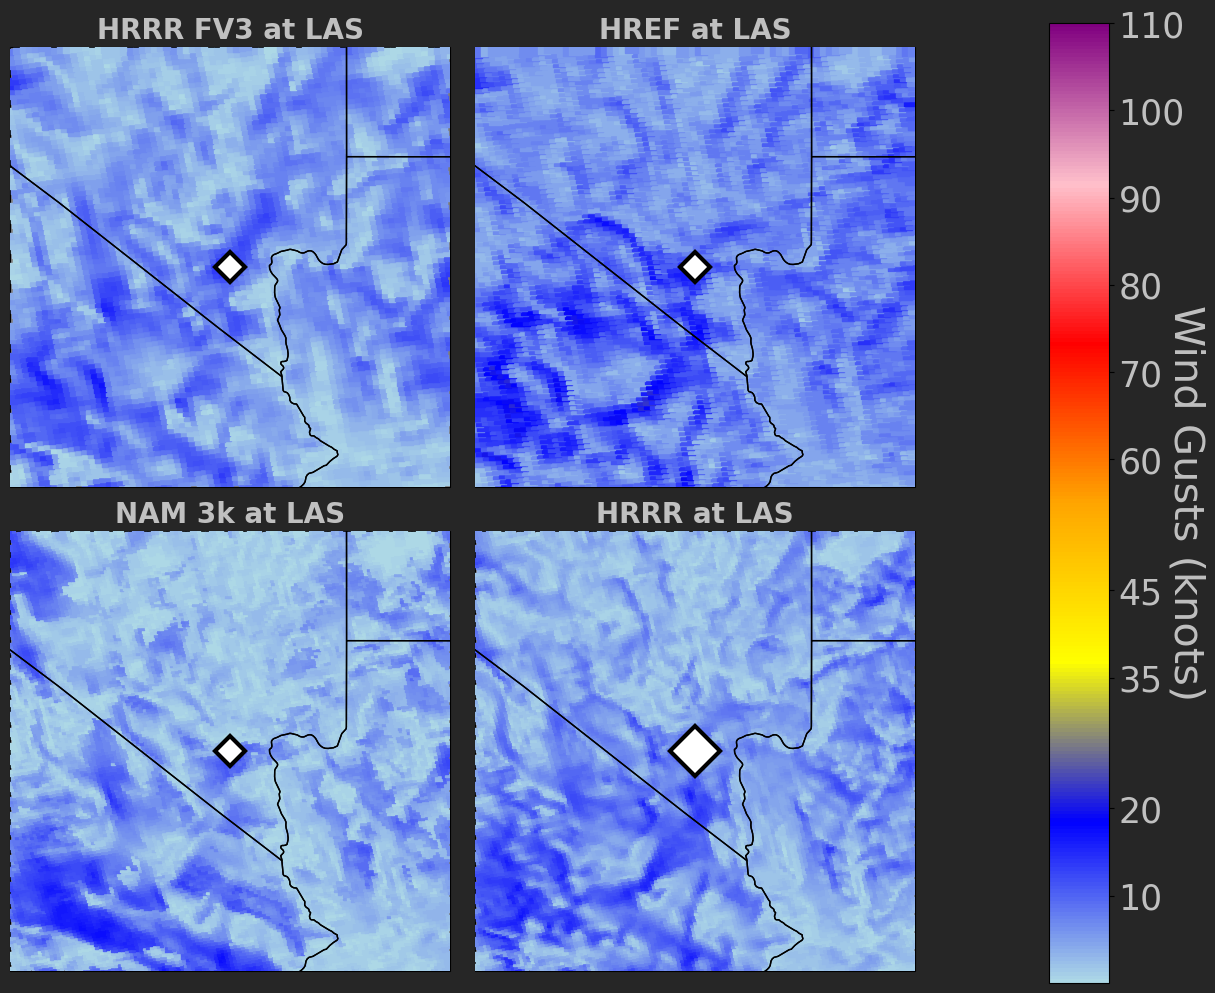 HRRR FV3 at LAS
HREF at LAS
NAM 3k at LAS
HRRR at LAS
110
100
90
80
70
60
45
35
20
10
Wind Gusts (knots)